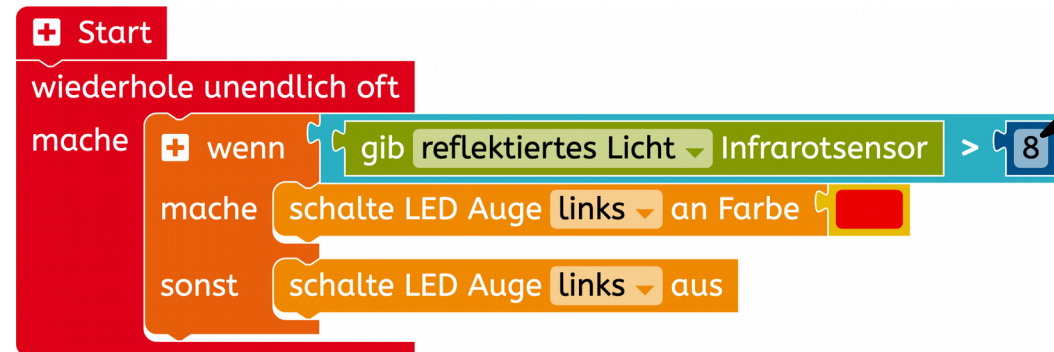 Start
wiederhole unendlich oft
mache wenn gib reflektiertes Licht Infrarotsensor > 8
mache schalte LED Auge links an Farbe
sonst schalte LED Auge links aus